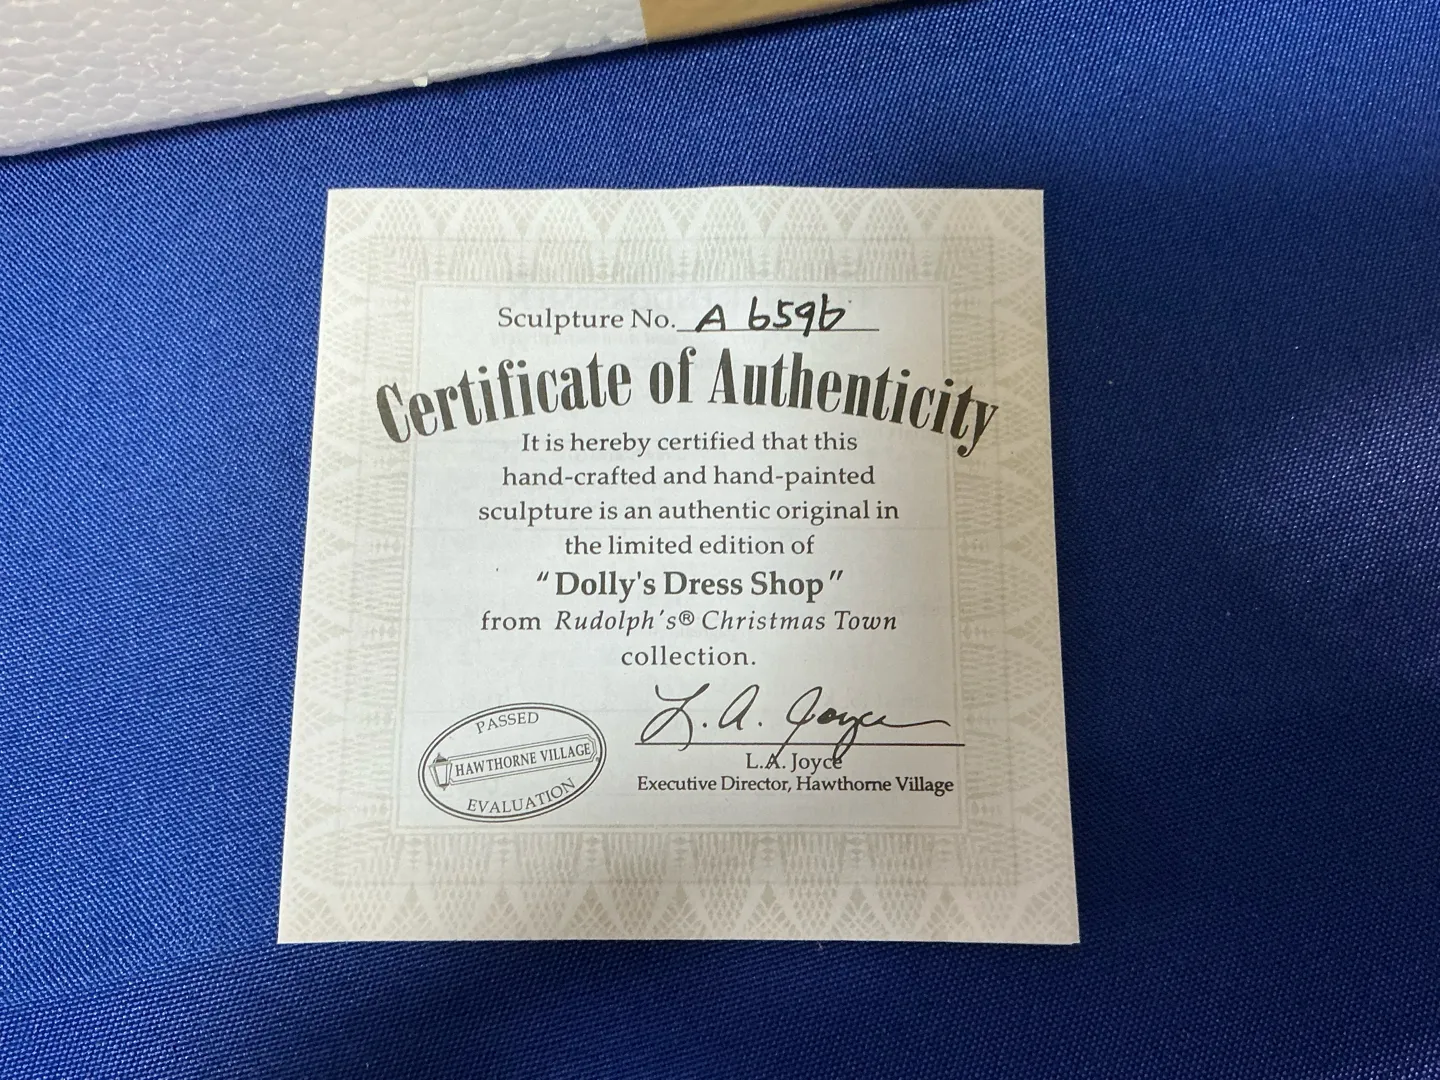 Sculpture No. A 6596
Certificate of Authenticity
It is hereby certified that this
hand-crafted and hand-painted
sculpture is an authentic original in
the limited edition of
"Dolly's Dress Shop"
from Rudolph's® Christmas Town
collection.
PASSED
HAWTHORNE VILLAGE
EVALUATION
L. A. Joyce
L.A. Joyce
Executive Director, Hawthorne Village